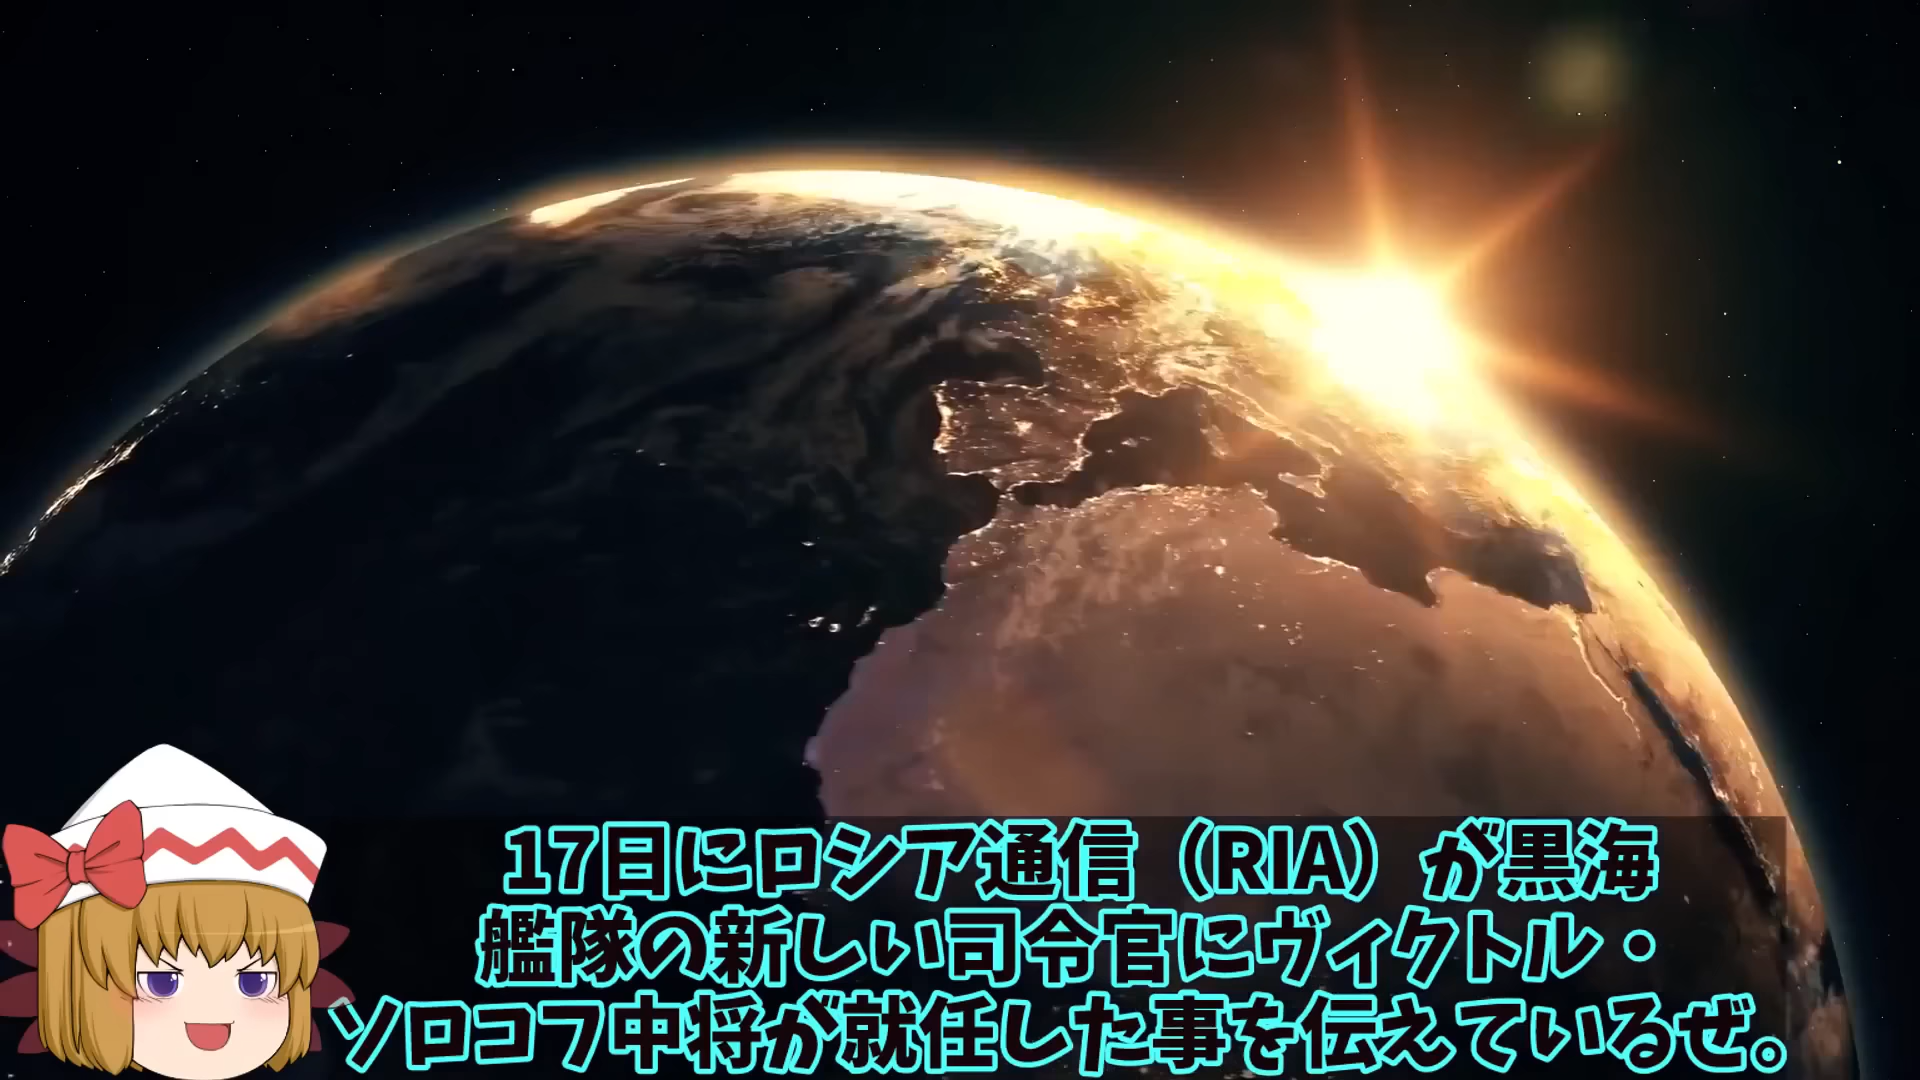 17日にロシア通信（RIA）が黒海
艦隊の新しい司令官にヴィクトル・
ソロコフ中将が就任した事を伝えているぜ。